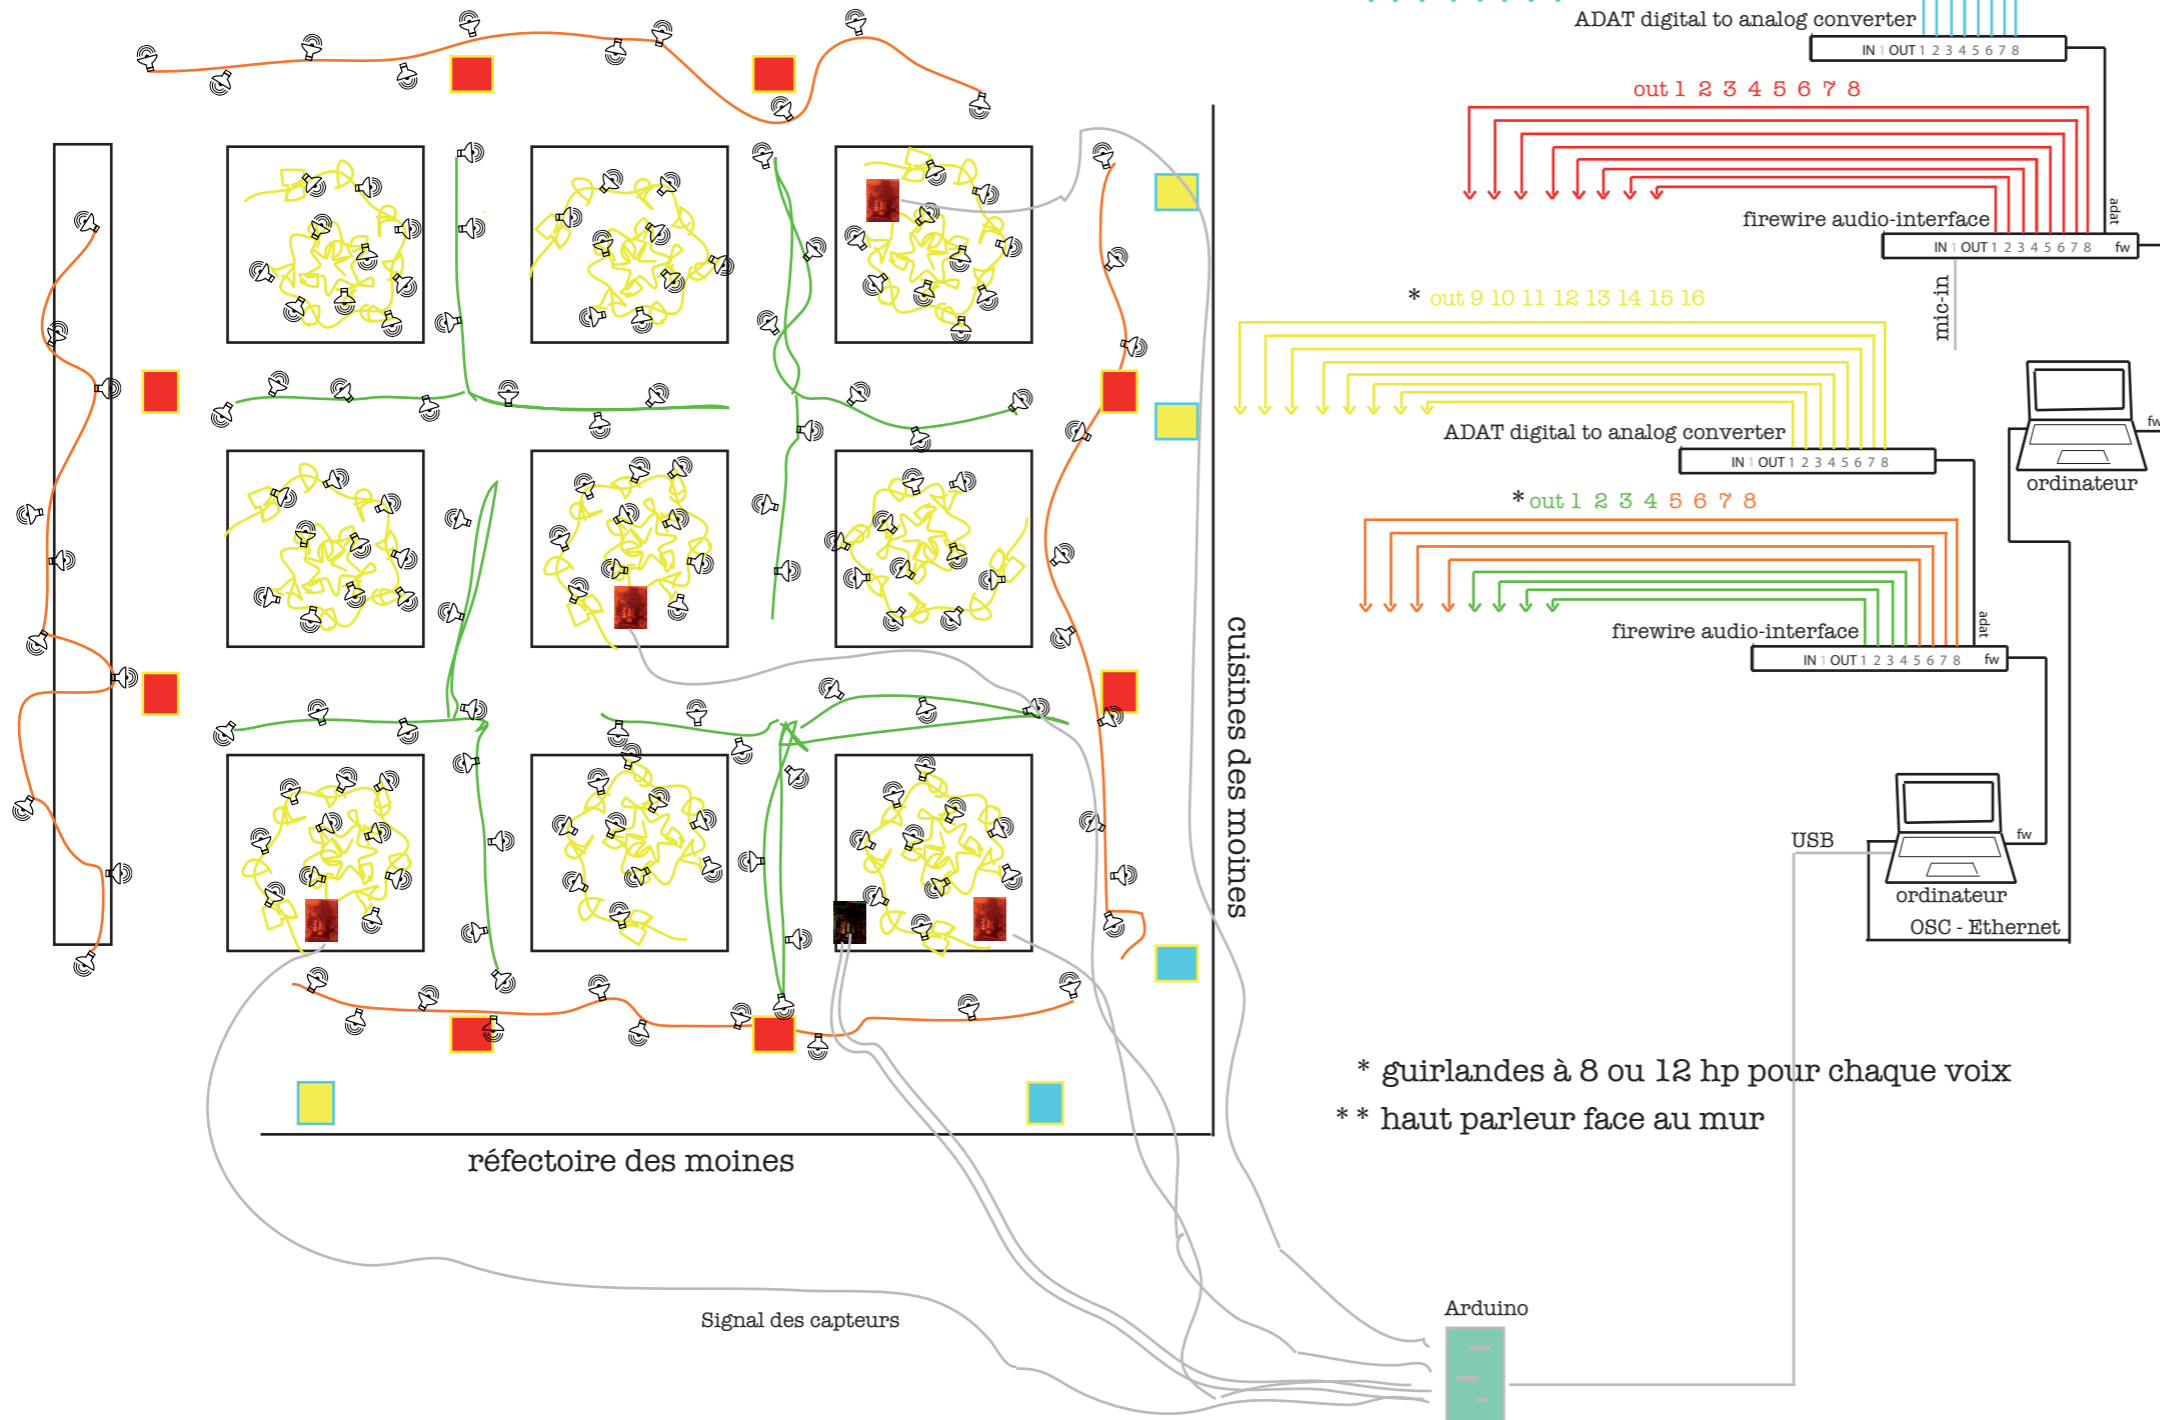 ADAT digital to analog converter
IN 1 OUT 1 2 3 4 5 6 7 8
out 1 2 3 4 5 6 7 8
adat
firewire audio-interface
IN 1 OUT 1 2 3 4 5 6 7 8 fw
mic-in
* out 9 10 11 12 13 14 15 16
fw
ADAT digital to analog converter
IN 1 OUT 1 2 3 4 5 6 7 8
ordinateur
* out 1 2 3 4 5 6 7 8
adat
firewire audio-interface
IN 1 OUT 1 2 3 4 5 6 7 8 fw
cuisines des moines
USB
fw
ordinateur
OSC - Ethernet
* guirlandes à 8 ou 12 hp pour chaque voix
** haut parleur face au mur
réfectoire des moines
Signal des capteurs
Arduino